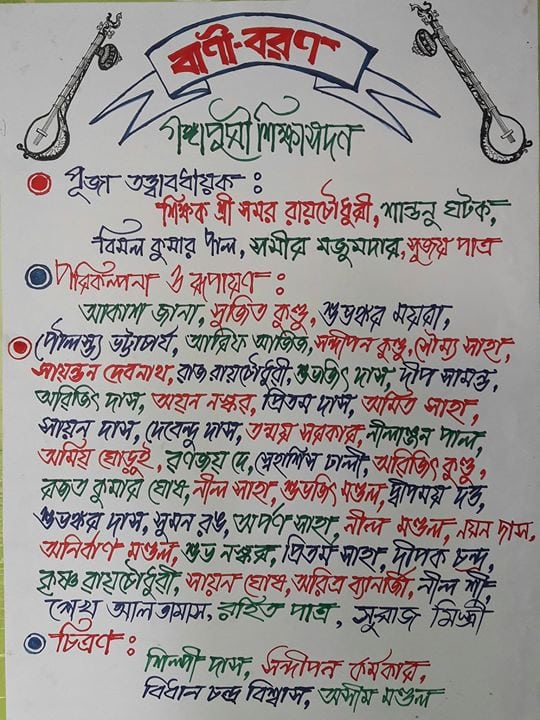 বাণী-বরণ
গঙ্গাপুরী শিক্ষাসদন
পূজা তত্ত্বাবধায়ক :
শিক্ষক শ্রী সমর রায়চৌধুরী, শান্তনু ঘটক,
বিমল কুমার পাল, সমীর মজুমদার, সুজয় পাত্র
পরিকল্পনা ও রূপায়ণ :
আকাশ জানা, সুজিত কুণ্ডু, শুভঙ্কর ময়রা,
পৌলস্ত্য ভট্টাচার্য, আরিফ আজিজ, সন্দীপন কুণ্ডু, সৌম্য সাহা,
সায়ন্তন দেবনাথ, রাজ রায়চৌধুরী, শুভজিৎ দাস, দীপ সামন্ত,
অরিজিৎ দাস, অয়ন নস্কর, প্রিতম দাস, অমিত সাহা,
সায়ন দাস, দেবেন্দু দাস, তন্ময় সরকার, নীলাঞ্জন পাল,
অমিয় ঘোড়ুই, রণজয় দে, স্নেহাশিস ঢালী, অরিজিৎ কুণ্ডু,
রজত কুমার ঘোষ, নীল সাহা, শুভজিৎ মণ্ডল, দ্বীপময় দত্ত,
শুভঙ্কর দাস, সুমন রঙ, অর্পণ সাহা, নীল মণ্ডল, নয়ন দাস,
অনির্বাণ মণ্ডল, শুভ নস্কর, প্রিতম সাহা, দীপক চন্দ্র,
কৃষ্ণ রায়চৌধুরী, সায়ন ঘোষ, অরিত্র ব্যানার্জি, নীল শী,
শেখ আলতামাস, রহিত পাত্র, সুরাজ মিস্ত্রী
চিত্রণ :
শিল্পী দাস, সন্দীপন কর্মকার,
বিধান চন্দ্র বিশ্বাস, অসীম মণ্ডল